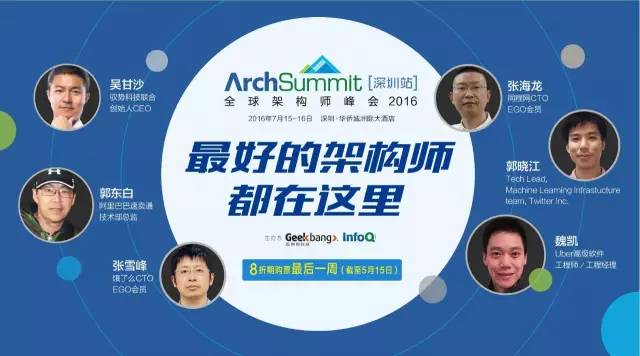 ArchSummit [深圳站]
全球架构师峰会 2016
2016年7月15-16日 深圳·华侨城洲际大酒店
最好的架构师
都在这里
主办方 Geekbang> InfoQ
极客邦科技
8折期购票最后一周（截至5月15日）
吴甘沙
驭势科技联合
创始人CEO
郭东白
阿里巴巴速卖通
技术部总监
张雪峰
饿了么CTO
EGO会员
张海龙
同程网CTO
EGO会员
郭晓江
Tech Lead,
Machine Learning Infrastucture
team, Twitter Inc.
魏凯
Uber高级软件
工程师 / 工程经理